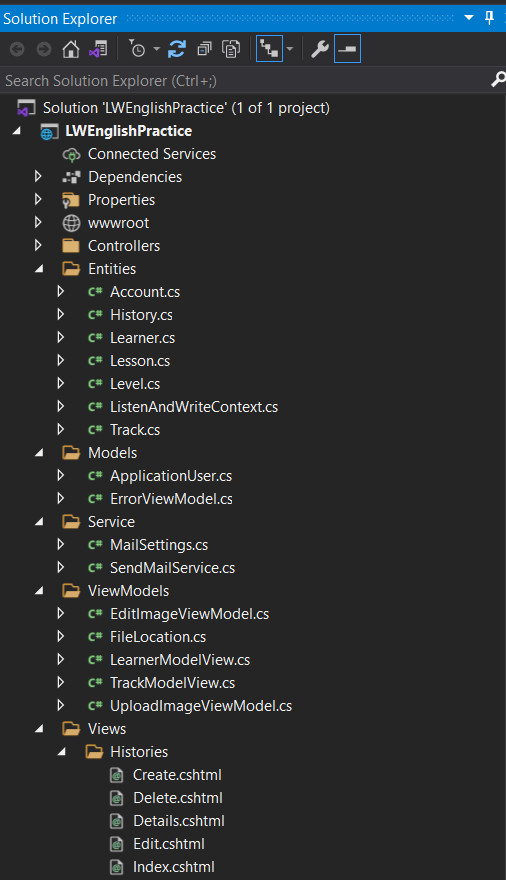 Solution Explorer
Search Solution Explorer (Ctrl+;)
Solution 'LWEnglishPractice' (1 of 1 project)
LWEnglishPractice
Connected Services
Dependencies
Properties
wwwroot
Controllers
Entities
C# Account.cs
C# History.cs
C# Learner.cs
C# Lesson.cs
C# Level.cs
C# ListenAndWriteContext.cs
C# Track.cs
Models
C# ApplicationUser.cs
C# ErrorViewModel.cs
Service
C# MailSettings.cs
C# SendMailService.cs
ViewModels
C# EditImageViewModel.cs
C# FileLocation.cs
C# LearnerModelView.cs
C# TrackModelView.cs
C# UploadImageViewModel.cs
Views
Histories
Create.cshtml
Delete.cshtml
Details.cshtml
Edit.cshtml
Index.cshtml